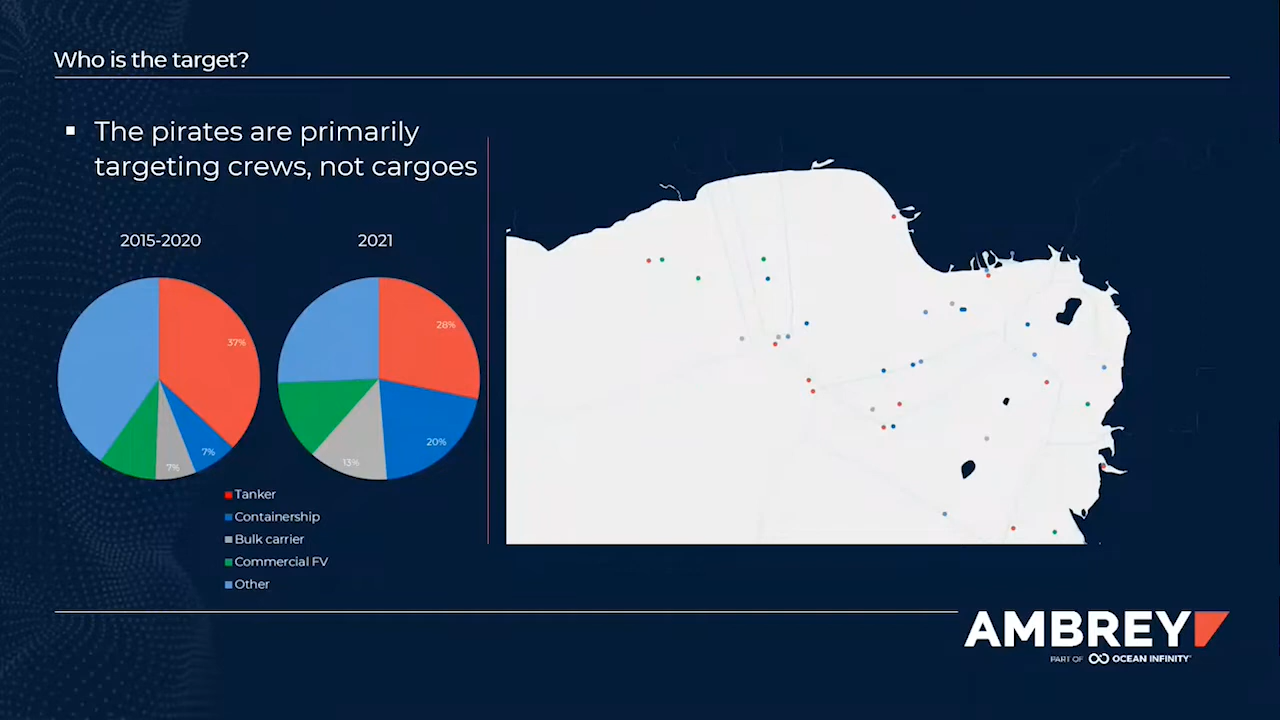 Who is the target?
▪ The pirates are primarily
targeting crews, not cargoes
2015-2020
2021
37%
7%
7%
28%
20%
13%
Tanker
Containership
Bulk carrier
Commercial FV
Other
AMBREY
PART OF OCEAN INFINITY